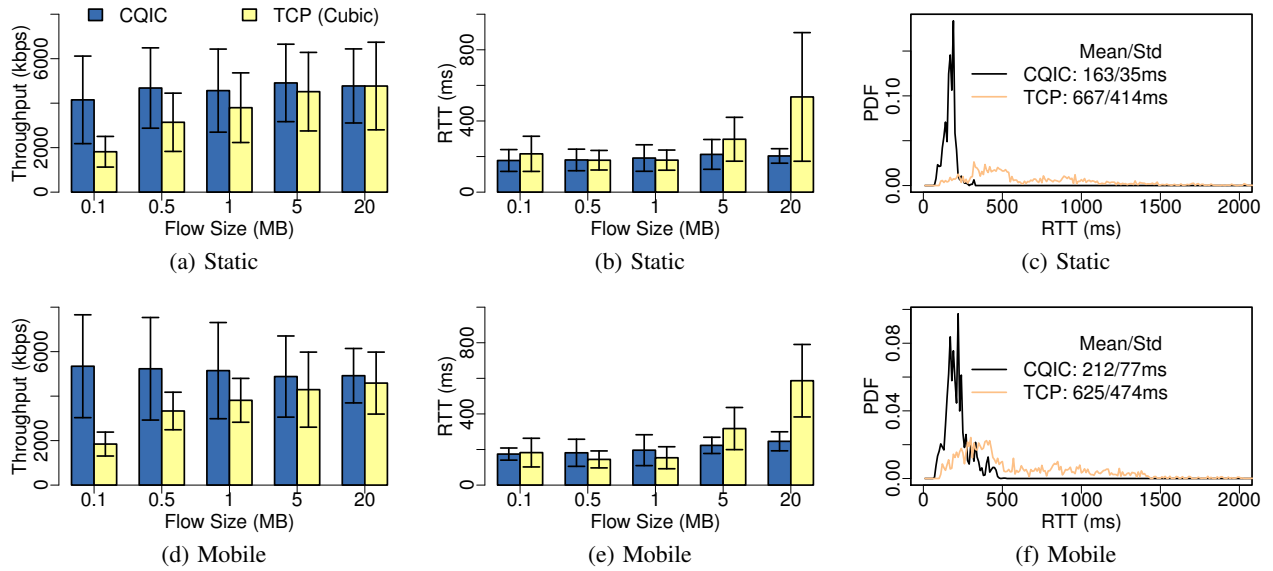 CQIC
TCP (Cubic)
Throughput (kbps)
0 2000 6000
0.1 0.5 1 5 20
Flow Size (MB)
(a) Static
RTT (ms)
0 400 800
0.1 0.5 1 5 20
Flow Size (MB)
(b) Static
PDF
0.00 0.10
Mean/Std
CQIC: 163/35ms
TCP: 667/414ms
0 500 1000 1500 2000
RTT (ms)
(c) Static
Throughput (kbps)
0 2000 6000
0.1 0.5 1 5 20
Flow Size (MB)
(d) Mobile
RTT (ms)
0 400 800
0.1 0.5 1 5 20
Flow Size (MB)
(e) Mobile
PDF
0.00 0.04 0.08
Mean/Std
CQIC: 212/77ms
TCP: 625/474ms
0 500 1000 1500 2000
RTT (ms)
(f) Mobile